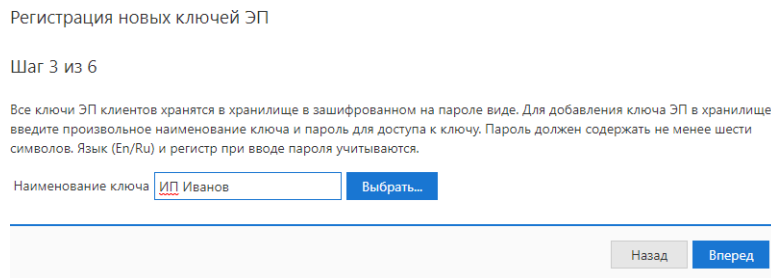 Регистрация новых ключей ЭП
Шаг 3 из 6
Все ключи ЭП клиентов хранятся в хранилище в зашифрованном на пароле виде. Для добавления ключа ЭП в хранилище
введите произвольное наименование ключа и пароль для доступа к ключу. Пароль должен содержать не менее шести
символов. Язык (En/Ru) и регистр при вводе пароля учитываются.
Наименование ключа ИП Иванов Выбрать...
Назад Вперед